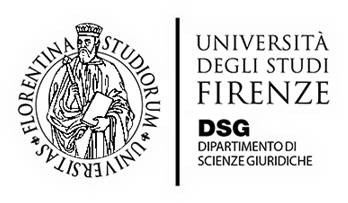 FLORENTINA STUDIORUM UNIVERSITAS
UNIVERSITÀ
DEGLI STUDI
FIRENZE
DSG
DIPARTIMENTO DI
SCIENZE GIURIDICHE